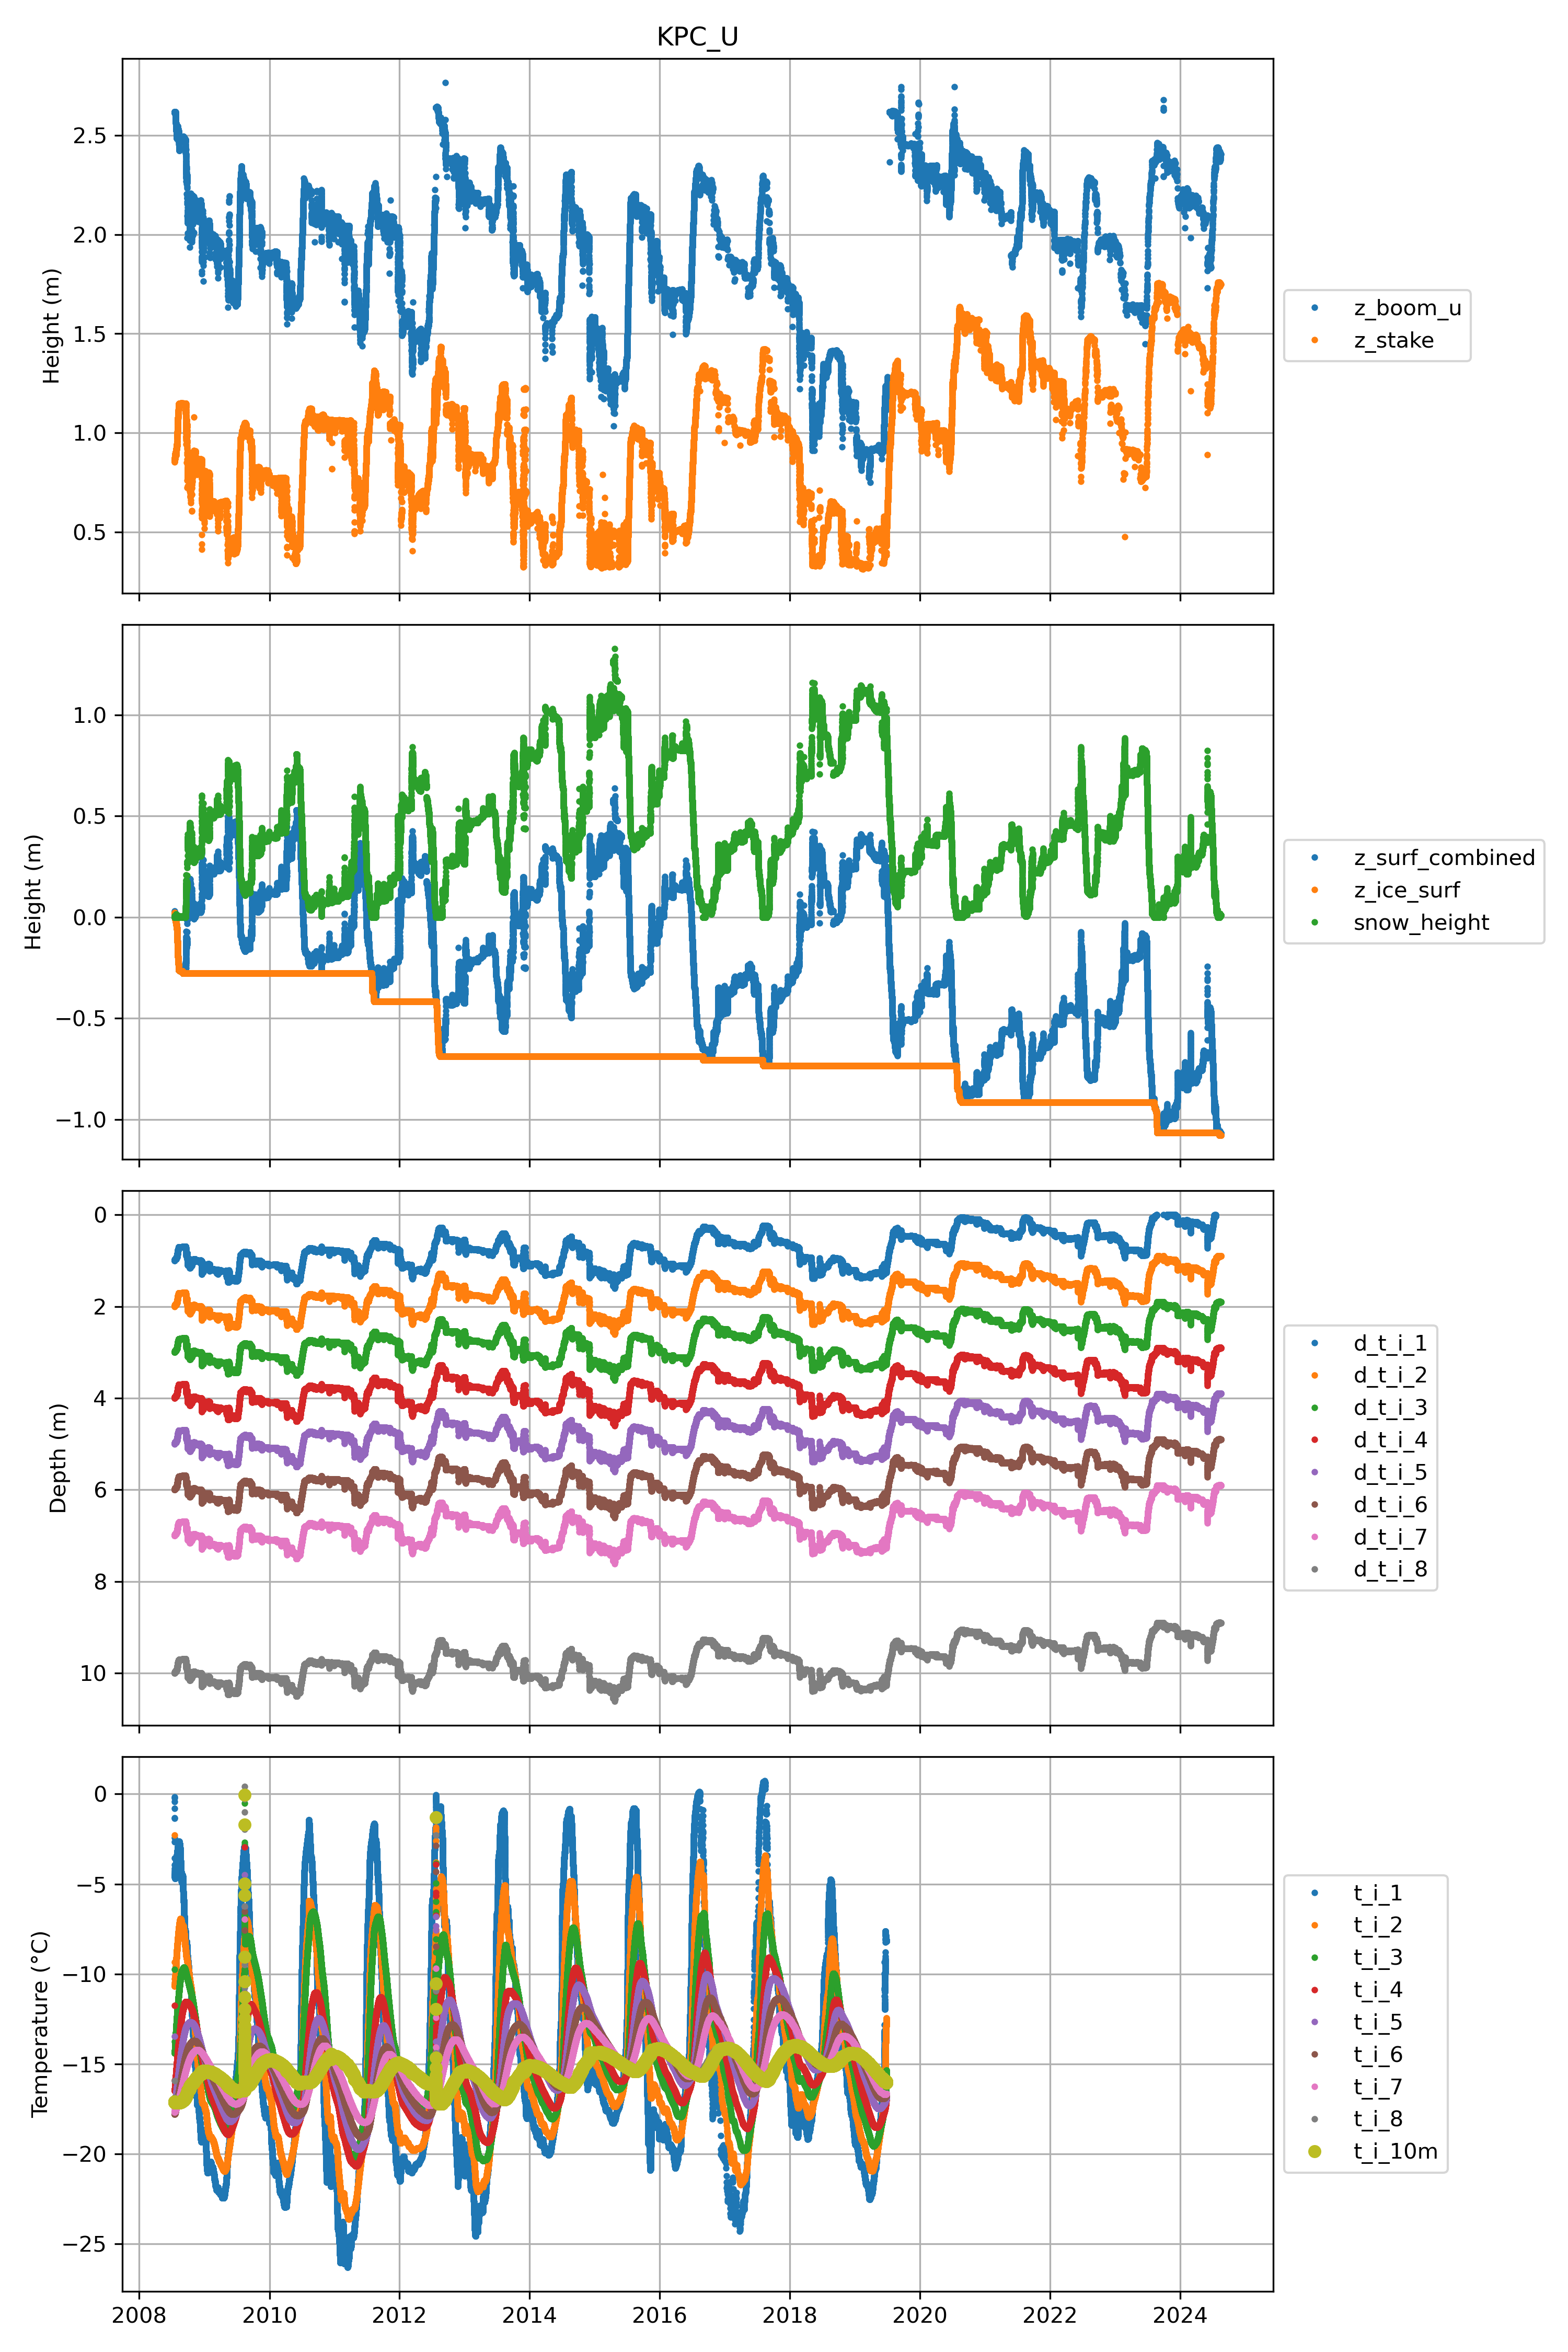 KPC_U
2.5
2.0
1.5
1.0
0.5
Height (m)
z_boom_u
z_stake
1.0
0.5
0.0
−0.5
−1.0
Height (m)
z_surf_combined
z_ice_surf
snow_height
0
2
4
6
8
10
Depth (m)
d_t_i_1
d_t_i_2
d_t_i_3
d_t_i_4
d_t_i_5
d_t_i_6
d_t_i_7
d_t_i_8
0
−5
−10
−15
−20
−25
Temperature (°C)
t_i_1
t_i_2
t_i_3
t_i_4
t_i_5
t_i_6
t_i_7
t_i_8
t_i_10m
2008 2010 2012 2014 2016 2018 2020 2022 2024